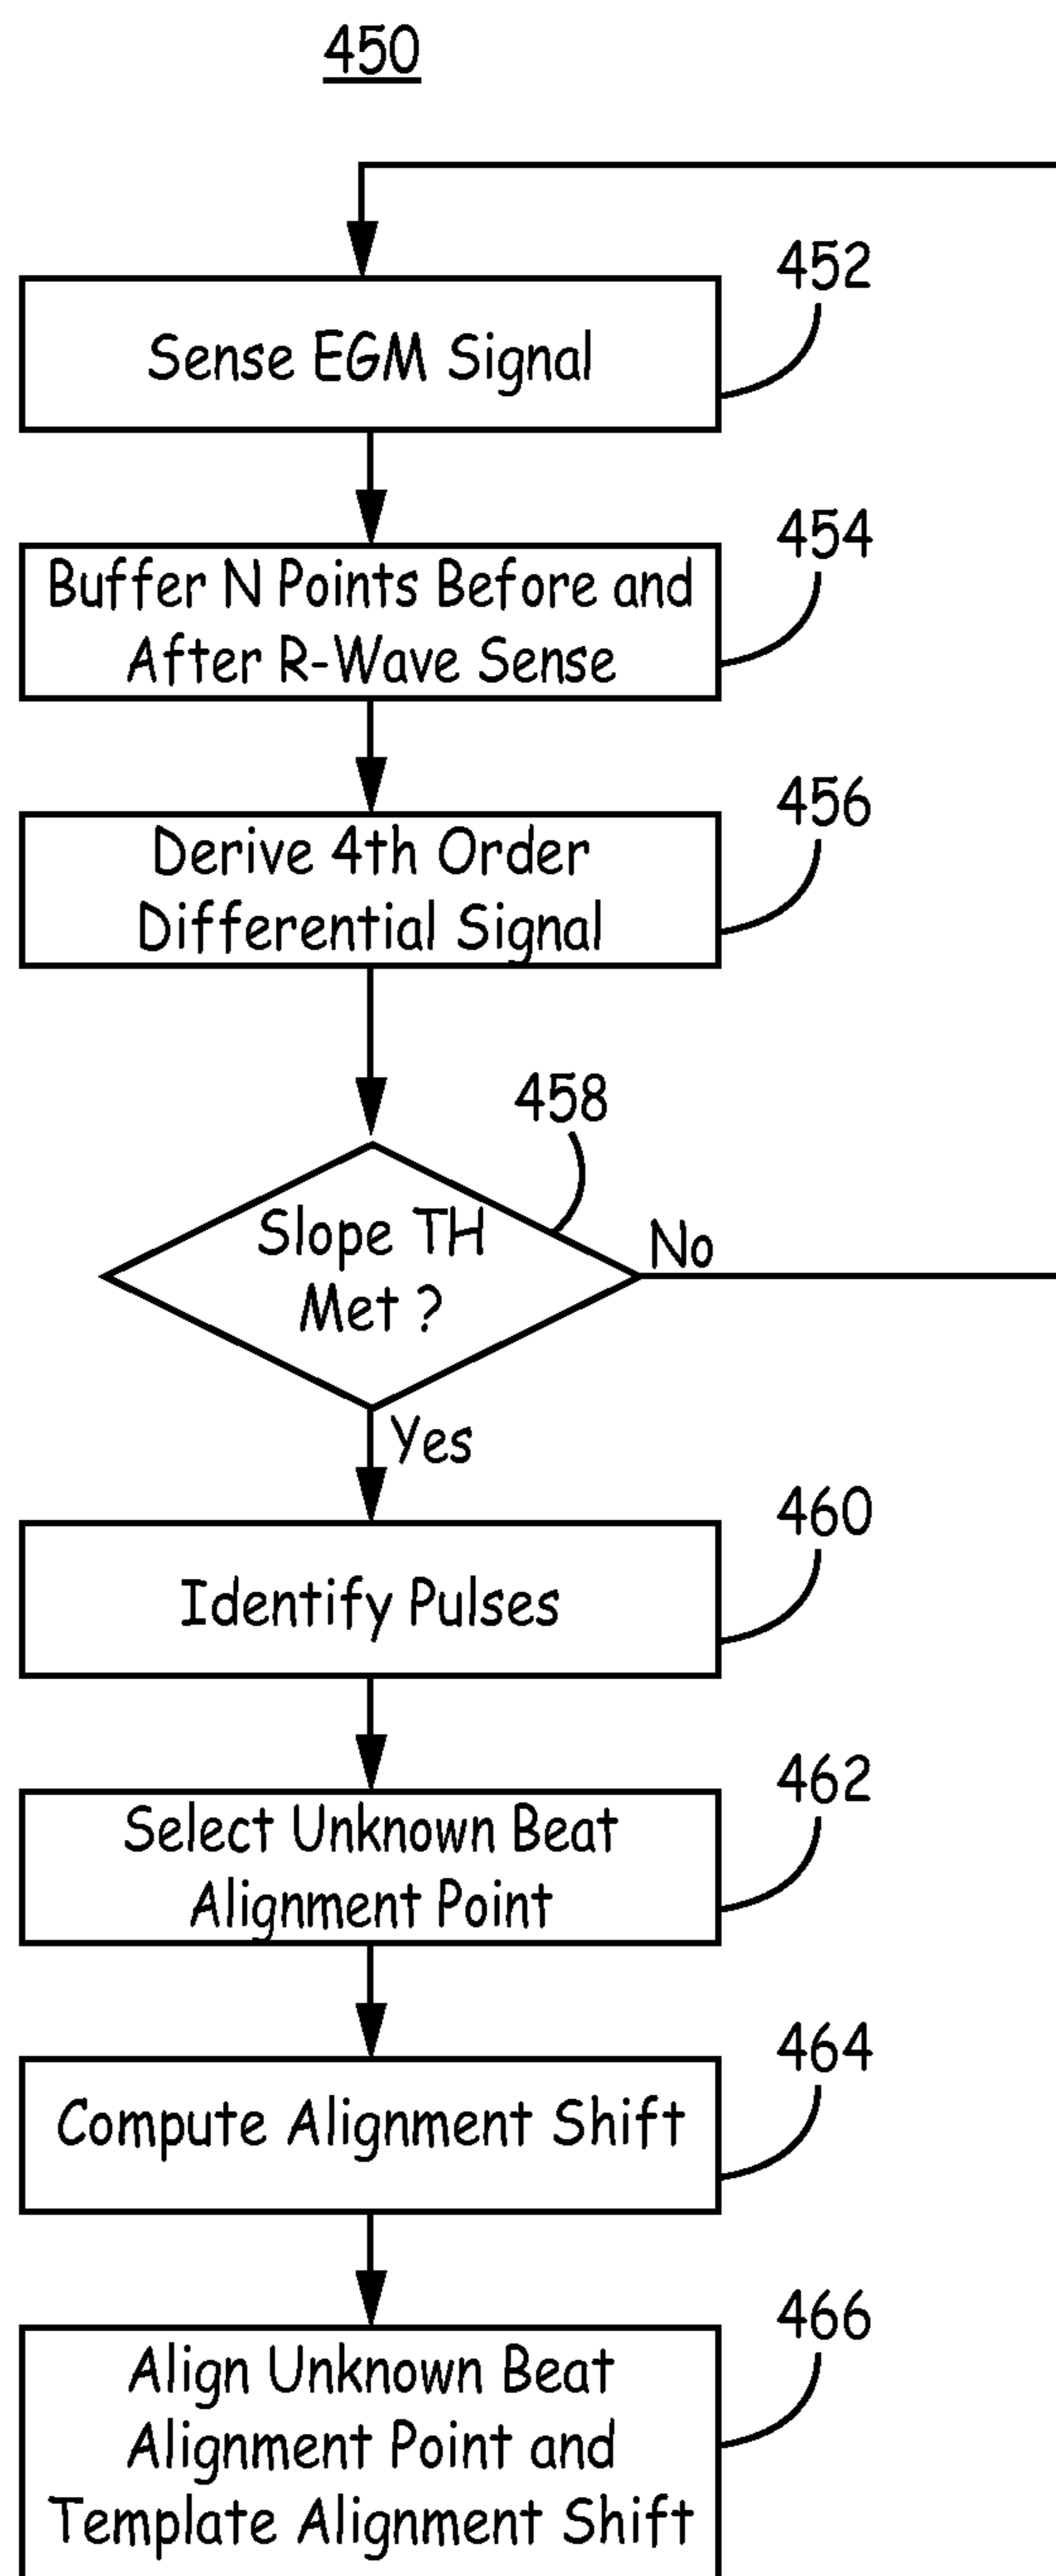 450
452
Sense EGM Signal
454
Buffer N Points Before and
After R-Wave Sense
456
Derive 4th Order
Differential Signal
458
Slope TH
Met ?
No
Yes
460
Identify Pulses
462
Select Unknown Beat
Alignment Point
464
Compute Alignment Shift
466
Align Unknown Beat
Alignment Point and
Template Alignment Shift